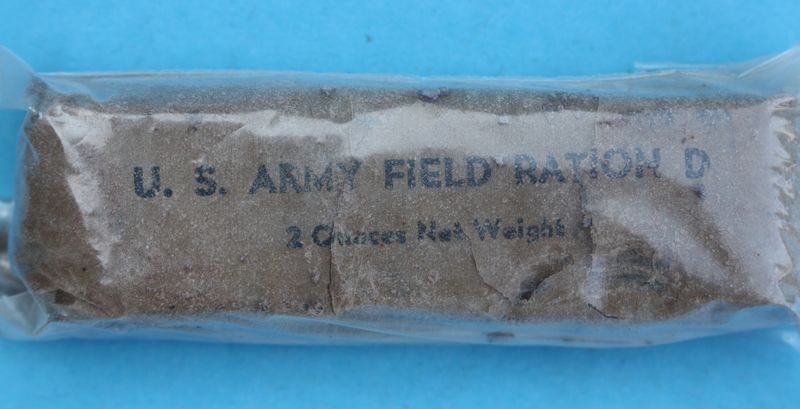 U. S. ARMY FIELD RATION D
2 Ounces Net Weight